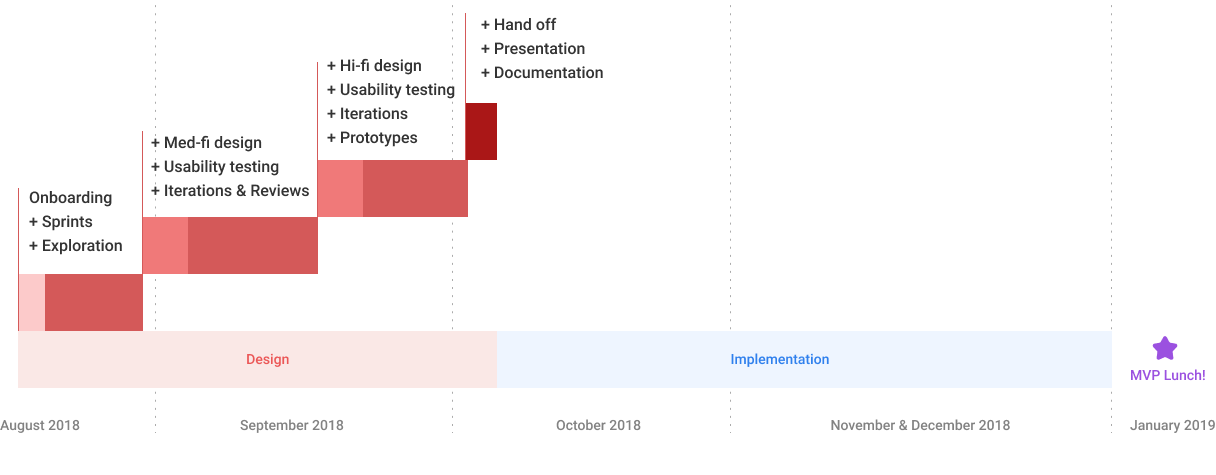 + Hand off
+ Presentation
+ Documentation
+ Hi-fi design
+ Usability testing
+ Iterations
+ Prototypes
+ Med-fi design
+ Usability testing
+ Iterations & Reviews
Onboarding
+ Sprints
+ Exploration
Design
Implementation
MVP Lunch!
August 2018
September 2018
October 2018
November & December 2018
January 2019